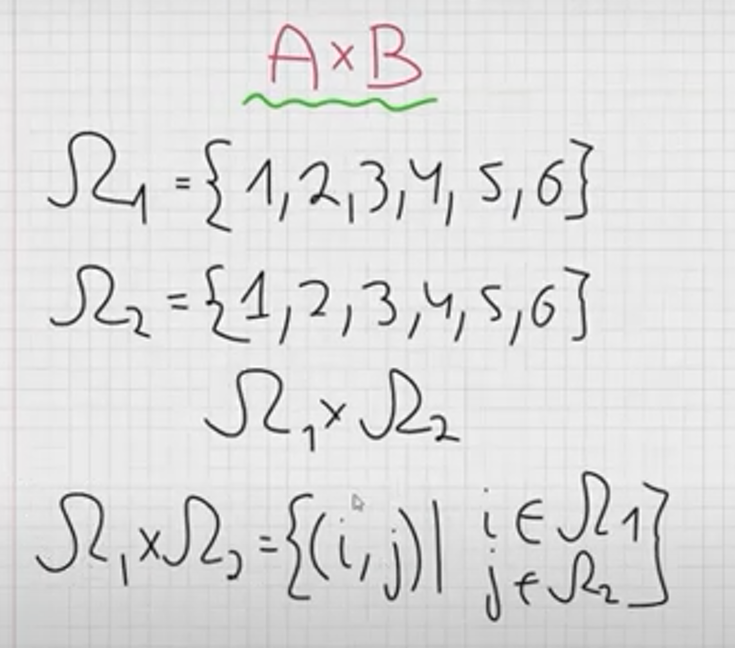 A×B
Ω₁ = {1, 2, 3, 4, 5, 6}
Ω₂ = {1, 2, 3, 4, 5, 6}
Ω₁ × Ω₂
Ω₁ × Ω₂ = {(i, j) | i ∈ Ω₁
j ∈ Ω₂}